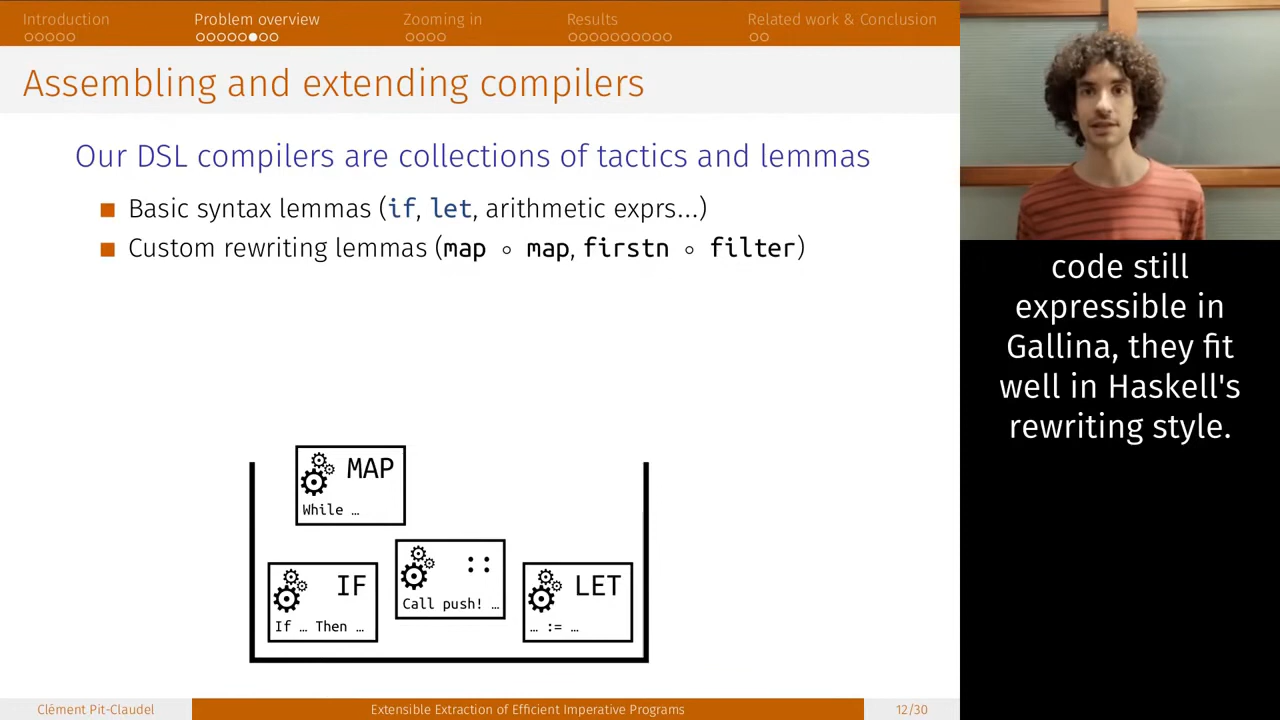 Introduction
Problem overview
Zooming in
Results
Related work & Conclusion
Assembling and extending compilers
Our DSL compilers are collections of tactics and lemmas
Basic syntax lemmas (if, let, arithmetic exprs...)
Custom rewriting lemmas (map ∘ map, firstn ∘ filter)
MAP
While …
::
Call push! …
IF
If … Then …
LET
… := …
code still
expressible in
Gallina, they fit
well in Haskell's
rewriting style.
Clément Pit-Claudel
Extensible Extraction of Efficient Imperative Programs
12/30